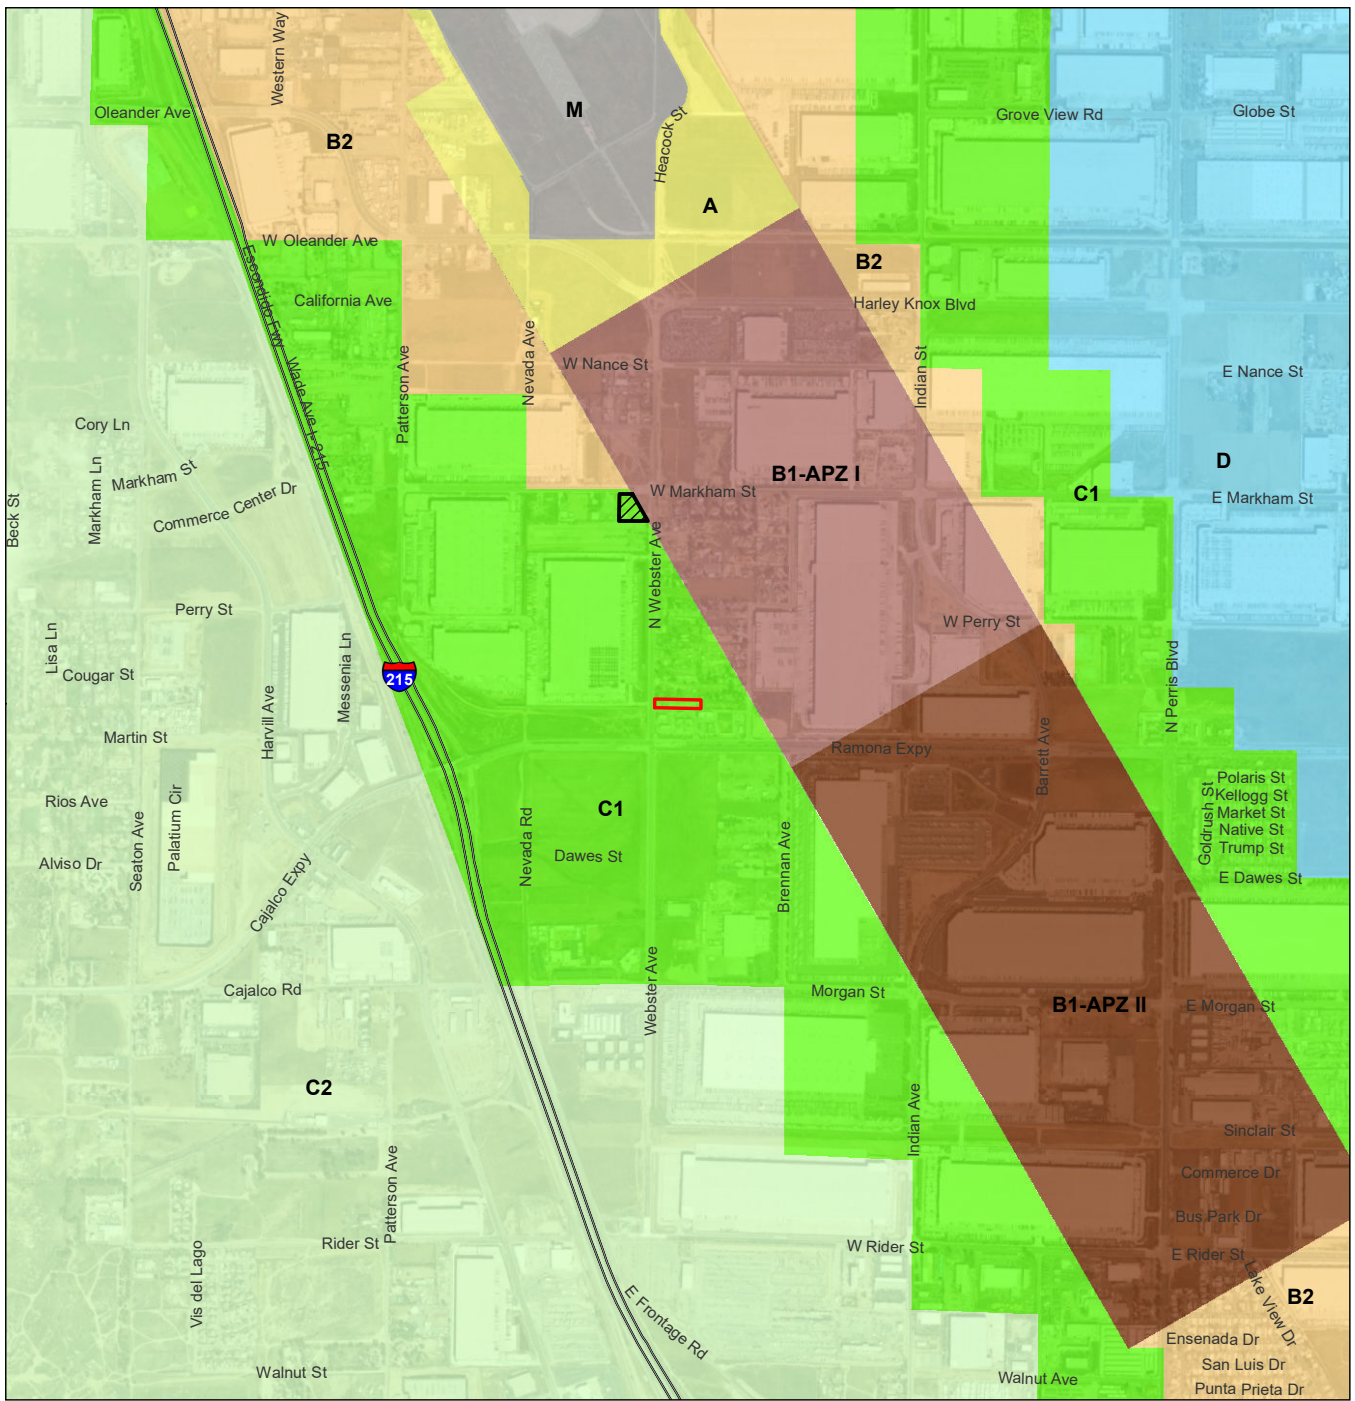 Western Way
Oleander Ave
M
Heacock St
Grove View Rd
Globe St
B2
A
W Oleander Ave
Escondido Fwy
B2
California Ave
Harley Knox Blvd
Nevada Ave
W Nance St
Indian St
E Nance St
Patterson Ave
Wade Ave I- 215
Cory Ln
Markham St
Markham Ln
B1-APZ I
D
C1
W Markham St
E Markham St
Commerce Center Dr
Beck St
N Webster Ave
Perry St
W Perry St
Lisa Ln
Cougar St
Messenia Ln
215
N Perris Blvd
Harvill Ave
Martin St
Ramona Expy
Barrett Ave
Polaris St
Kellogg St
Market St
Native St
Trump St
Goldrush St
Rios Ave
Palatium Cir
C1
Seaton Ave
Alviso Dr
Nevada Rd
Dawes St
Brennan Ave
E Dawes St
Cajalco Expy
Cajalco Rd
Webster Ave
Morgan St
B1-APZ II
E Morgan St
C2
Indian Ave
Sinclair St
Patterson Ave
Commerce Dr
Bus Park Dr
Rider St
W Rider St
E Rider St
Vis del Lago
E Frontage Rd
Lake View Dr
B2
Ensenada Dr
San Luis Dr
Walnut St
Walnut Ave
Punta Prieta Dr